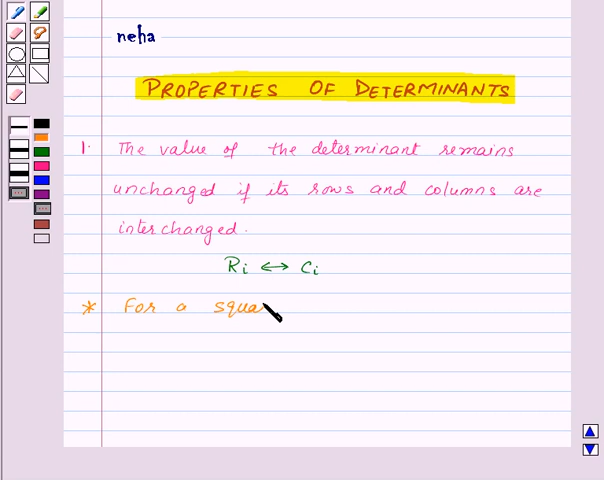 neha
PROPERTIES OF DETERMINANTS
1. The value of the determinant remains
unchanged if its rows and columns are
interchanged.
Ri ↔ Ci
* For a squa